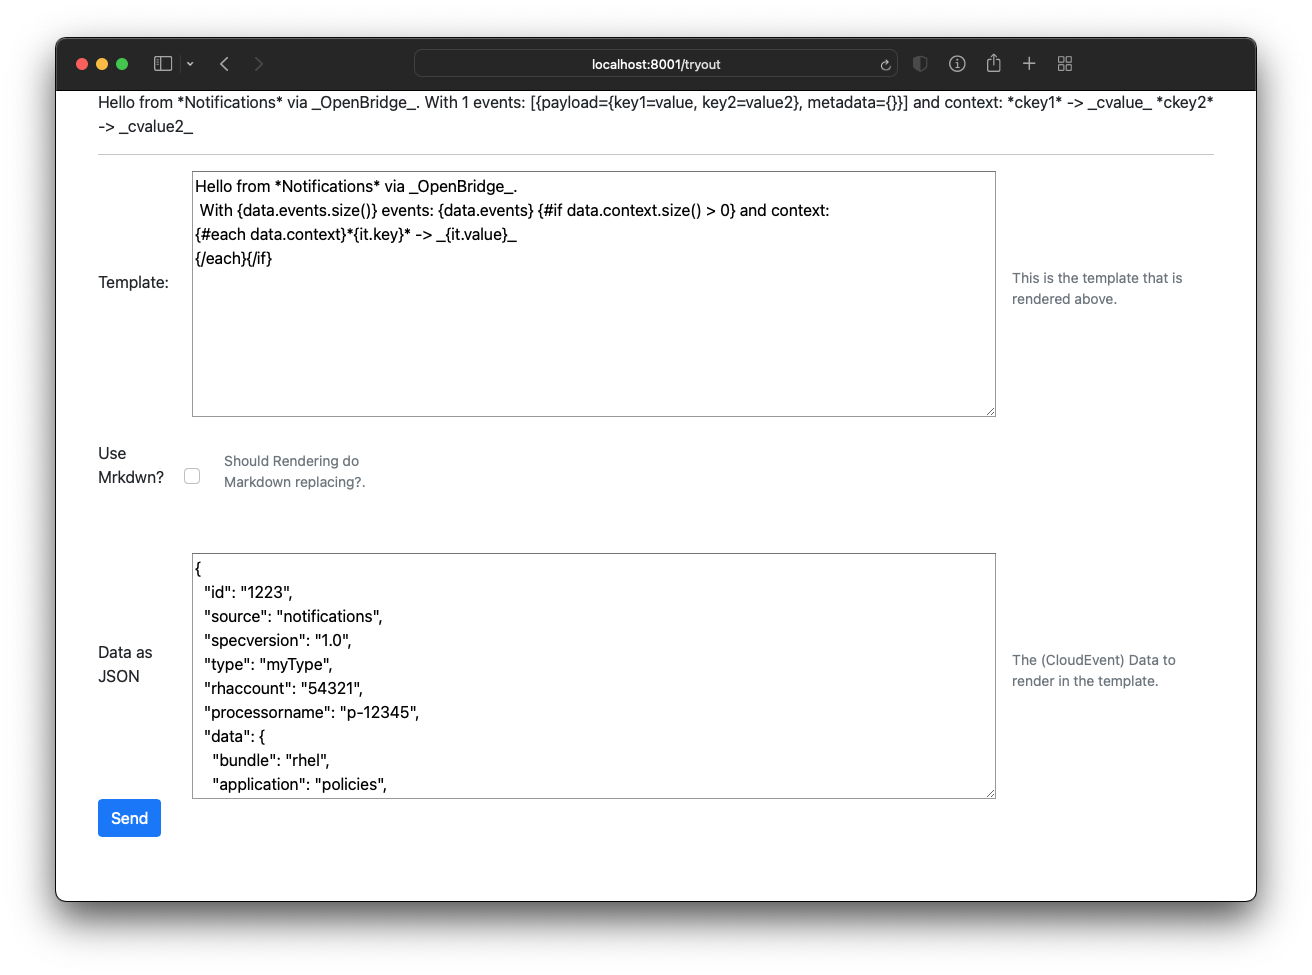 localhost:8001/tryout
Hello from *Notifications* via _OpenBridge_. With 1 events: [{payload={key1=value, key2=value2}, metadata={}}] and context: *ckey1* -> _cvalue_ *ckey2*
-> _cvalue2_
Template:
Hello from *Notifications* via _OpenBridge_.
With {data.events.size()} events: {data.events} {#if data.context.size() > 0} and context:
{#each data.context}*{it.key}* -> _{it.value}_
{/each}{/if}
This is the template that is
rendered above.
Use
Mrkdwn?
Should Rendering do
Markdown replacing?.
Data as
JSON
{
"id": "1223",
"source": "notifications",
"specversion": "1.0",
"type": "myType",
"rhaccount": "54321",
"processorname": "p-12345",
"data": {
"bundle": "rhel",
"application": "policies",
The (CloudEvent) Data to
render in the template.
Send